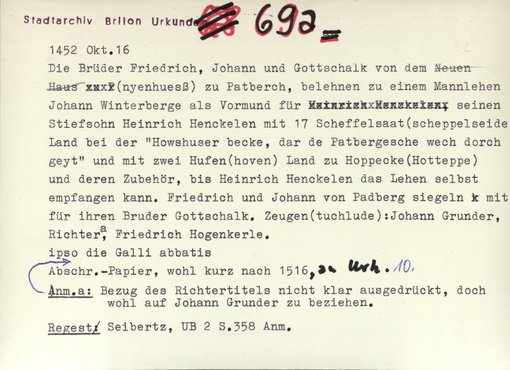 Stadtarchiv Brilon Urkunde 69a
1452 Okt.16
Die Brüder Friedrich, Johann und Gottschalk von dem Neuen
Haus (nyenhuesß) zu Patberch, belehnen zu einem Mannlehen
Johann Winterberge als Vormund für seinen
Stiefsohn Heinrich Henckelen mit 17 Scheffelsaat(scheppelseide
Land bei der "Howshuser becke, dar de Patbergesche wech dorch
geyt" und mit zwei Hufen(hoven) Land zu Hoppecke(Hotteppe)
und deren Zubehör, bis Heinrich Henckelen das Lehen selbst
empfangen kann. Friedrich und Johann von Padberg siegeln mit
für ihren Bruder Gottschalk. Zeugen(tuchlude):Johann Grunder,
Richter a, Friedrich Hogenkerle.
ipso die Galli abbatis
Abschr.-Papier, wohl kurz nach 1516, zu Urk. 10.
Anm.a: Bezug des Richtertitels nicht klar ausgedrückt, doch
wohl auf Johann Grunder zu beziehen.
Regest: Seibertz, UB 2 S.358 Anm.